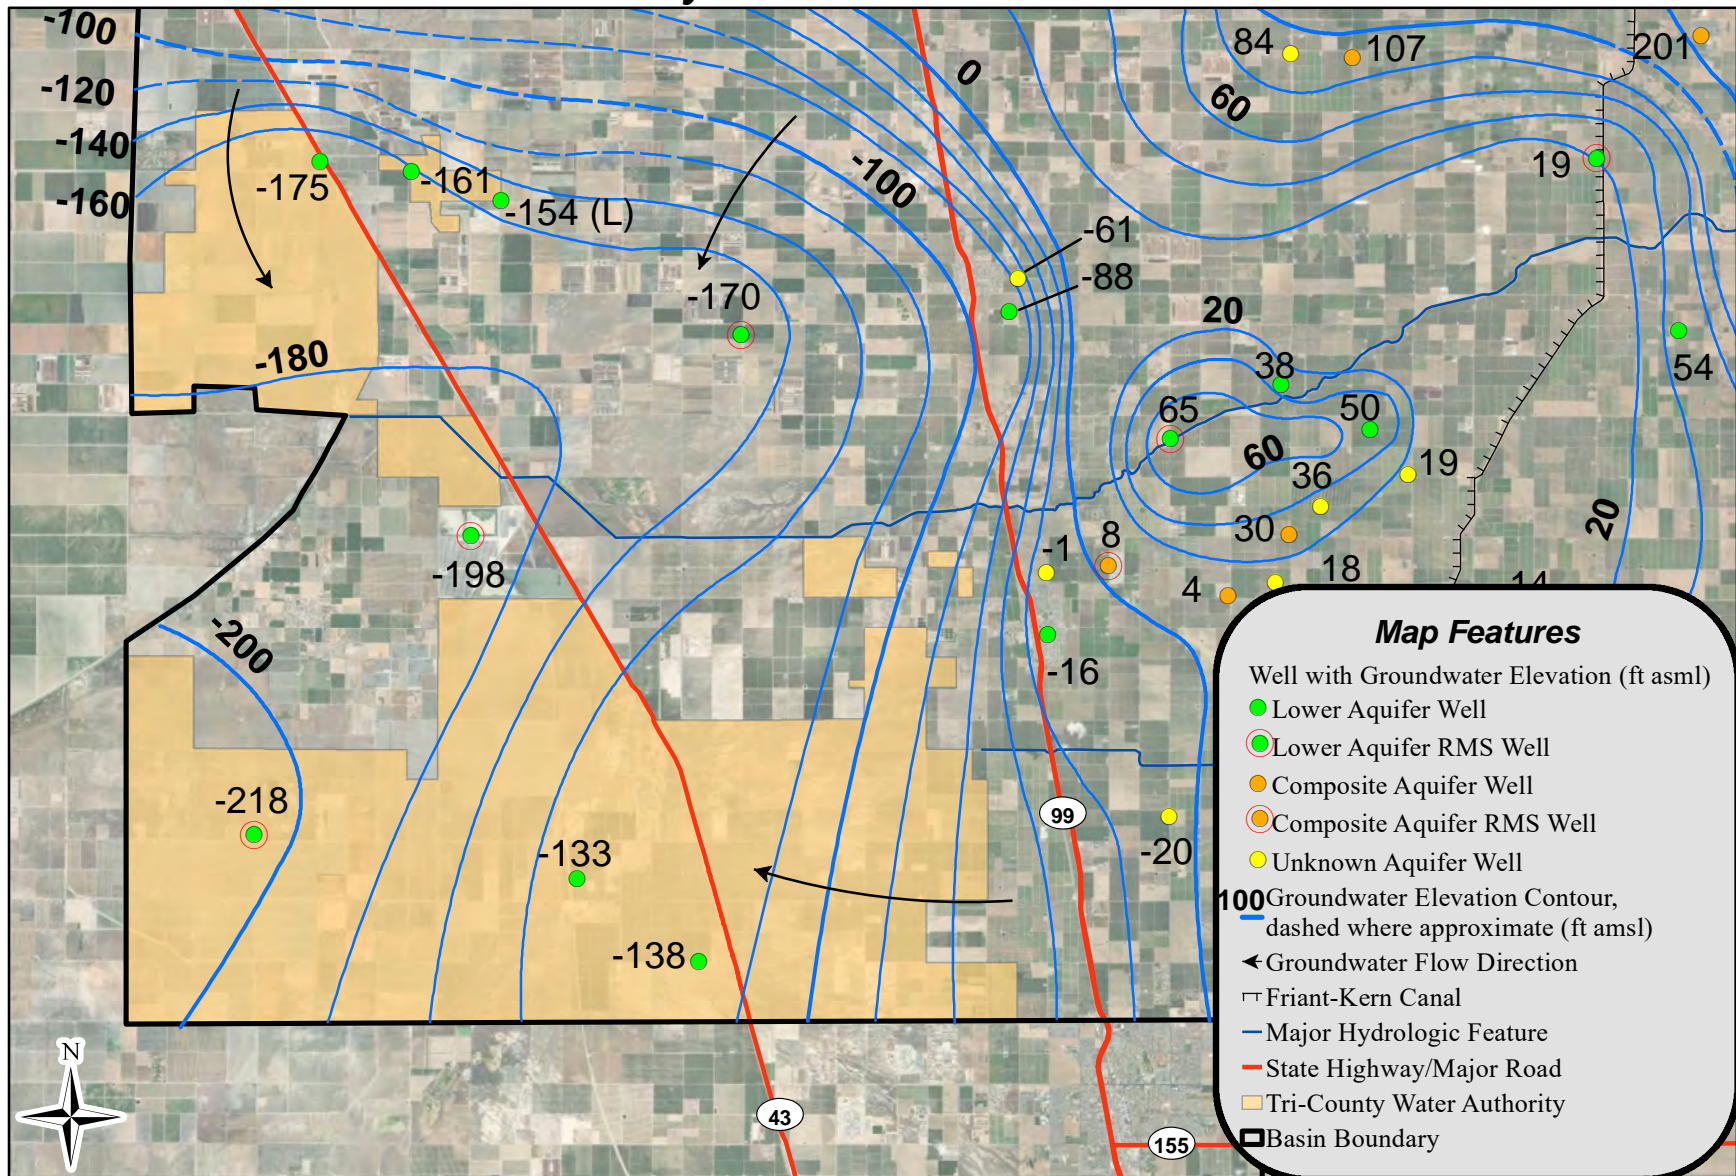 -100
0
84
107
201
-120
60
-140
-100
19
-175
-161
-160
-154 (L)
-61
-88
-170
20
-180
38
54
65
50
60
19
36
20
30
-198
-1
8
18
14
4
-200
-16
-218
99
-133
-20
-138
N
43
155
Map Features
Well with Groundwater Elevation (ft asml)
Lower Aquifer Well
Lower Aquifer RMS Well
Composite Aquifer Well
Composite Aquifer RMS Well
Unknown Aquifer Well
100 Groundwater Elevation Contour,
dashed where approximate (ft amsl)
Groundwater Flow Direction
Friant-Kern Canal
Major Hydrologic Feature
State Highway/Major Road
Tri-County Water Authority
Basin Boundary